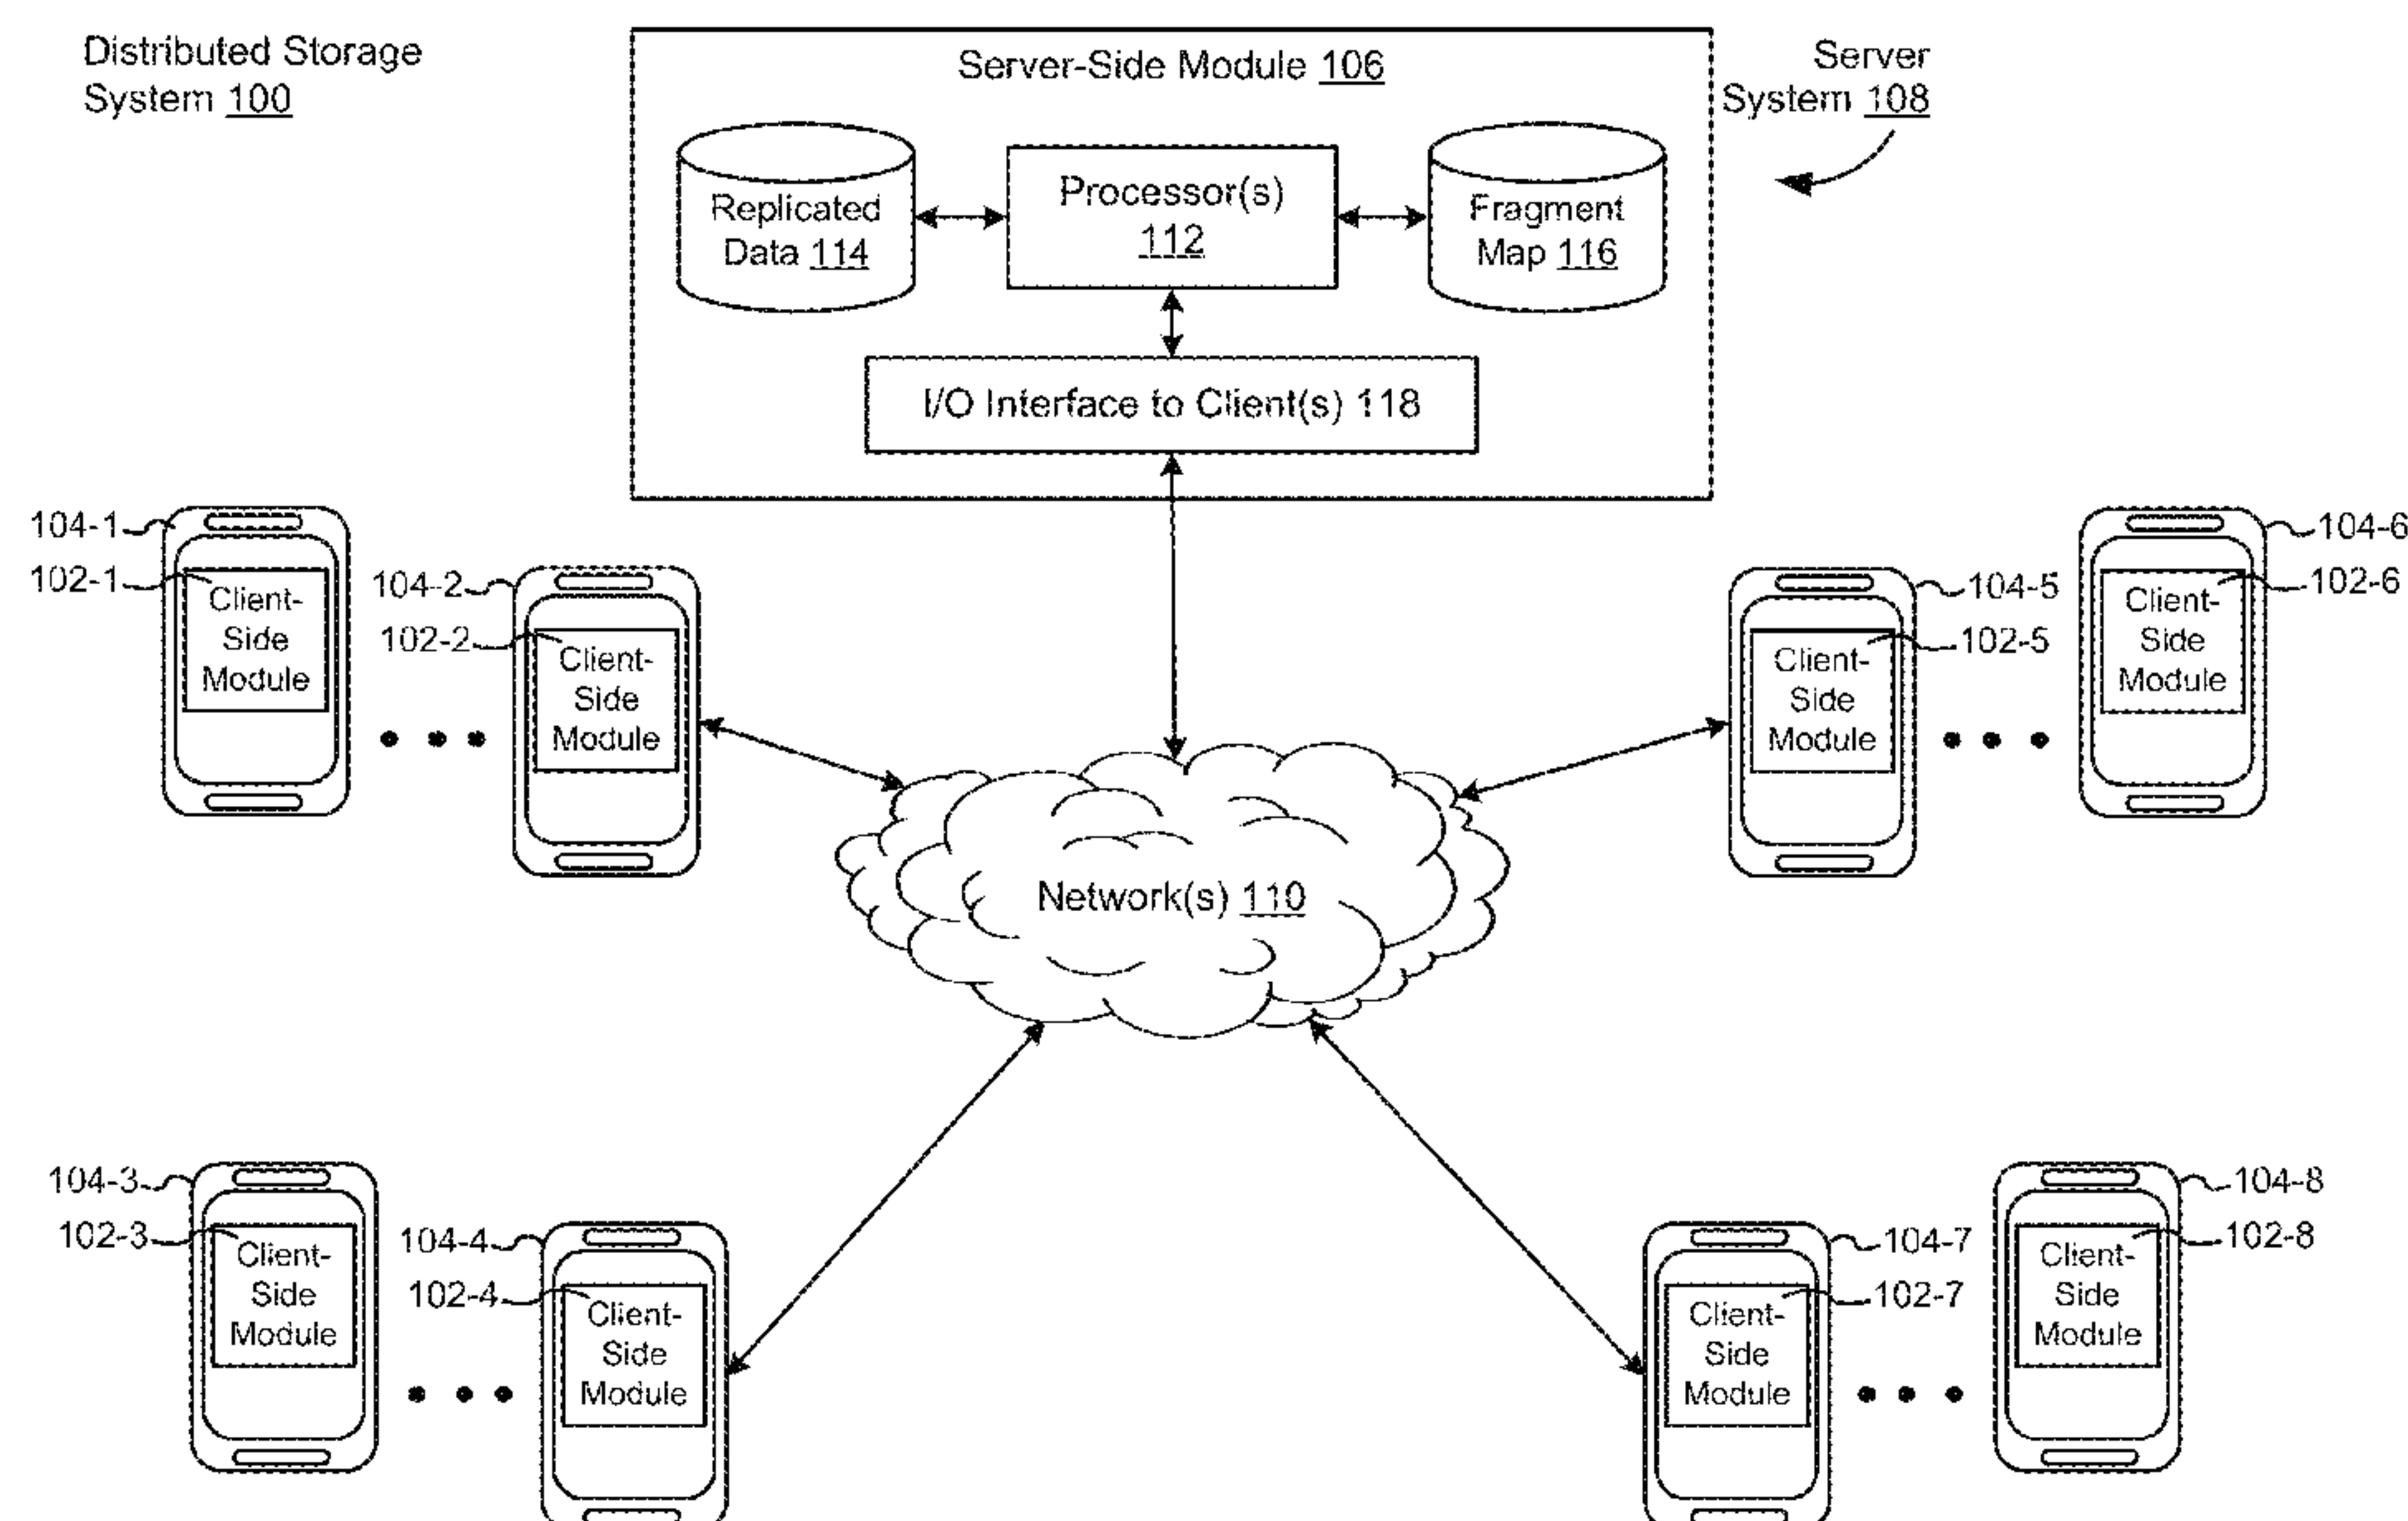 Distributed Storage
System 100
Server-Side Module 106
Server
System 108
Replicated
Data 114
Processor(s)
112
Fragment
Map 116
I/O Interface to Client(s) 118
104-1
102-1
Client-
Side
Module
104-2
102-2
Client-
Side
Module
104-5
102-5
Client-
Side
Module
104-6
102-6
Client-
Side
Module
Network(s) 110
104-3
102-3
Client-
Side
Module
104-4
102-4
Client-
Side
Module
104-7
102-7
Client-
Side
Module
104-8
102-8
Client-
Side
Module